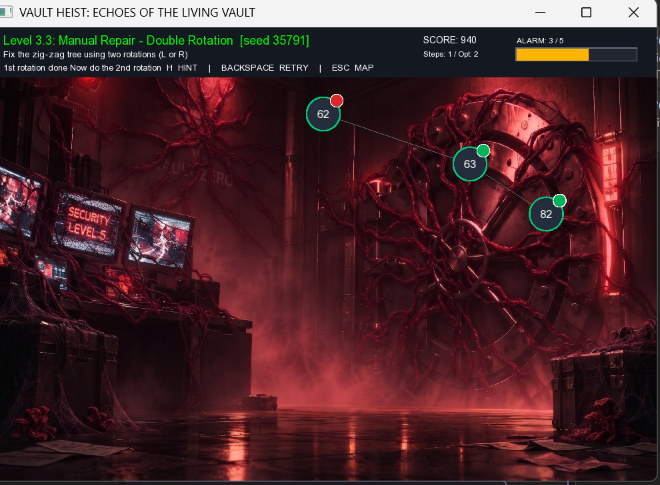 VAULT HEIST: ECHOES OF THE LIVING VAULT
Level 3.3: Manual Repair - Double Rotation [seed 35791]
SCORE: 940
ALARM: 3 / 5
Fix the zig-zag tree using two rotations (L or R)
Steps: 1 / Opt: 2
1st rotation done Now do the 2nd rotation H HINT | BACKSPACE RETRY | ESC MAP
62
63
82
SECURITY
LEVEL 5